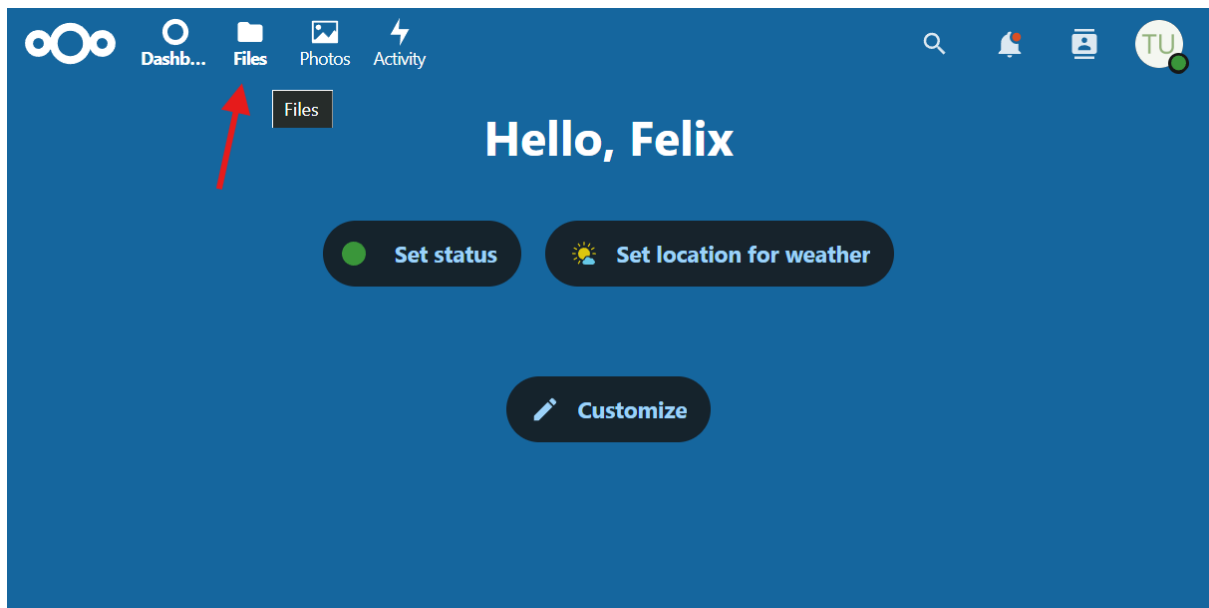 Dashb... Files Photos Activity TU
Files
Hello, Felix
Set status Set location for weather
Customize